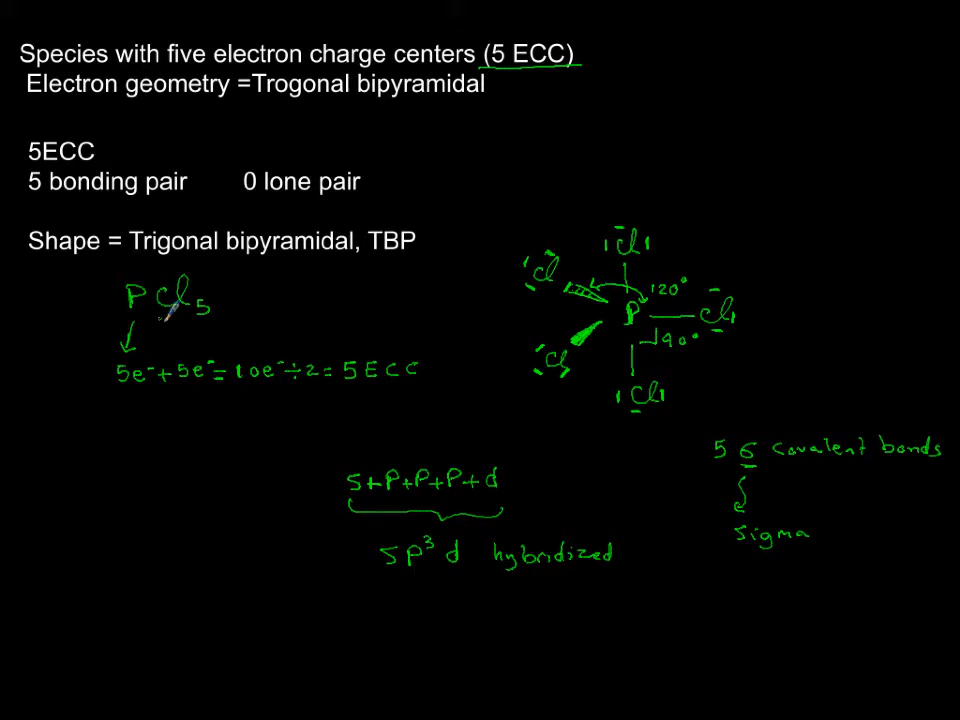 Species with five electron charge centers (5 ECC)
Electron geometry =Trogonal bipyramidal
5ECC
5 bonding pair 0 lone pair
Shape = Trigonal bipyramidal, TBP
PCl5
5e⁻+5e⁻=10e⁻÷2=5ECC
Cl
Cl
120°
P
Cl
90°
Cl
Cl
5 σ covalent bonds
sigma
S+P+P+P+d
SP³d hybridized